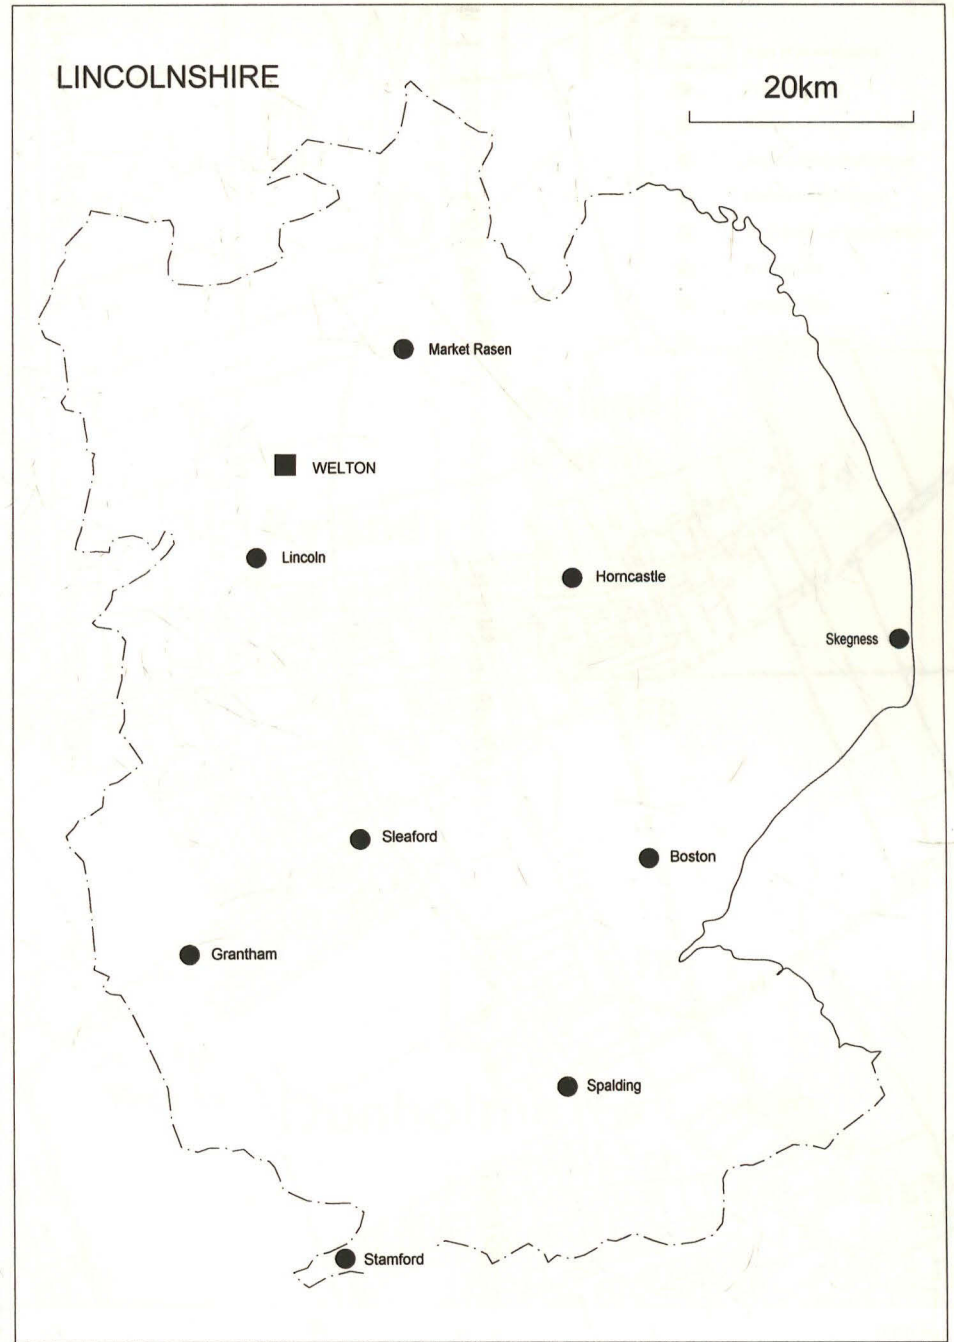 LINCOLNSHIRE
20km
Market Rasen
WELTON
Lincoln
Horncastle
Skegness
Sleaford
Boston
Grantham
Spalding
Stamford